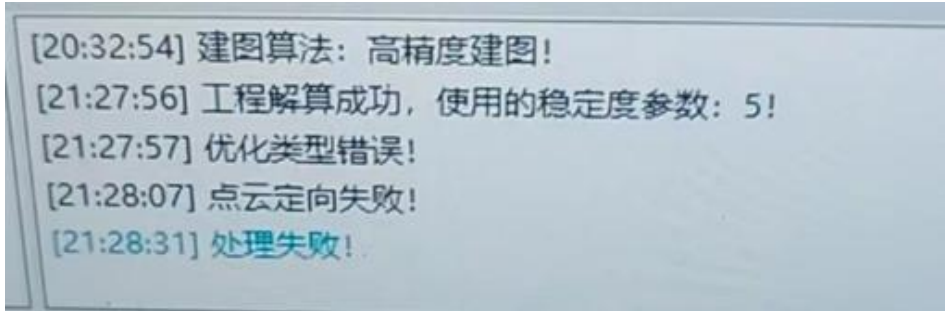 [20:32:54] 建图算法：高精度建图!
[21:27:56] 工程解算成功，使用的稳定度参数：5!
[21:27:57] 优化类型错误!
[21:28:07] 点云定向失败!
[21:28:31] 处理失败!